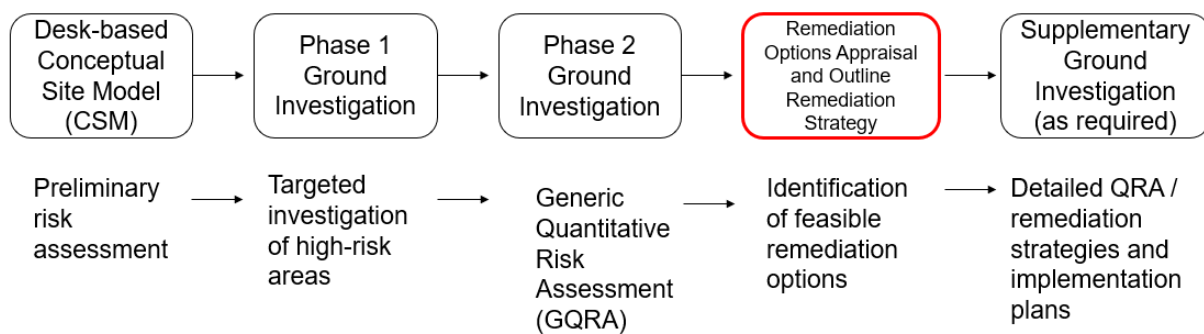 Desk-based
Conceptual
Site Model
(CSM)
Phase 1
Ground
Investigation
Phase 2
Ground
Investigation
Remediation
Options Appraisal
and Outline
Remediation
Strategy
Supplementary
Ground
Investigation
(as required)
Preliminary
risk
assessment
Targeted
investigation
of high-risk
areas
Generic
Quantitative
Risk
Assessment
(GQRA)
Identification
of feasible
remediation
options
Detailed QRA /
remediation
strategies and
implementation
plans